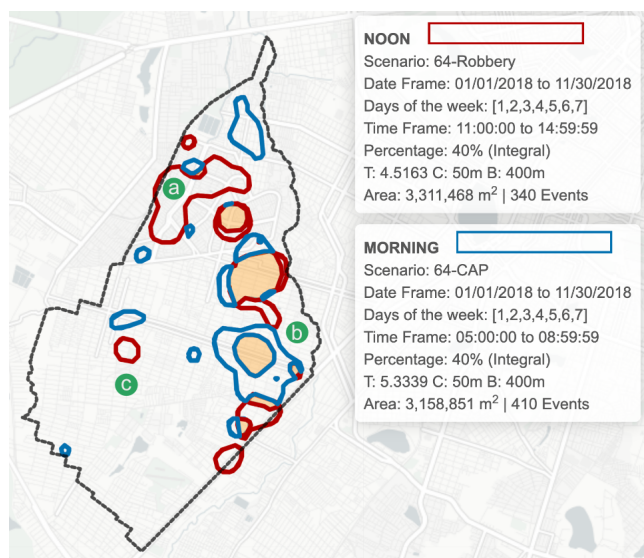 NOON
Scenario: 64-Robbery
Date Frame: 01/01/2018 to 11/30/2018
Days of the week: [1,2,3,4,5,6,7]
Time Frame: 11:00:00 to 14:59:59
Percentage: 40% (Integral)
T: 4.5163 C: 50m B: 400m
Area: 3,311,468 m² | 340 Events
MORNING
Scenario: 64-CAP
Date Frame: 01/01/2018 to 11/30/2018
Days of the week: [1,2,3,4,5,6,7]
Time Frame: 05:00:00 to 08:59:59
Percentage: 40% (Integral)
T: 5.3339 C: 50m B: 400m
Area: 3,158,851 m² | 410 Events
a
b
c